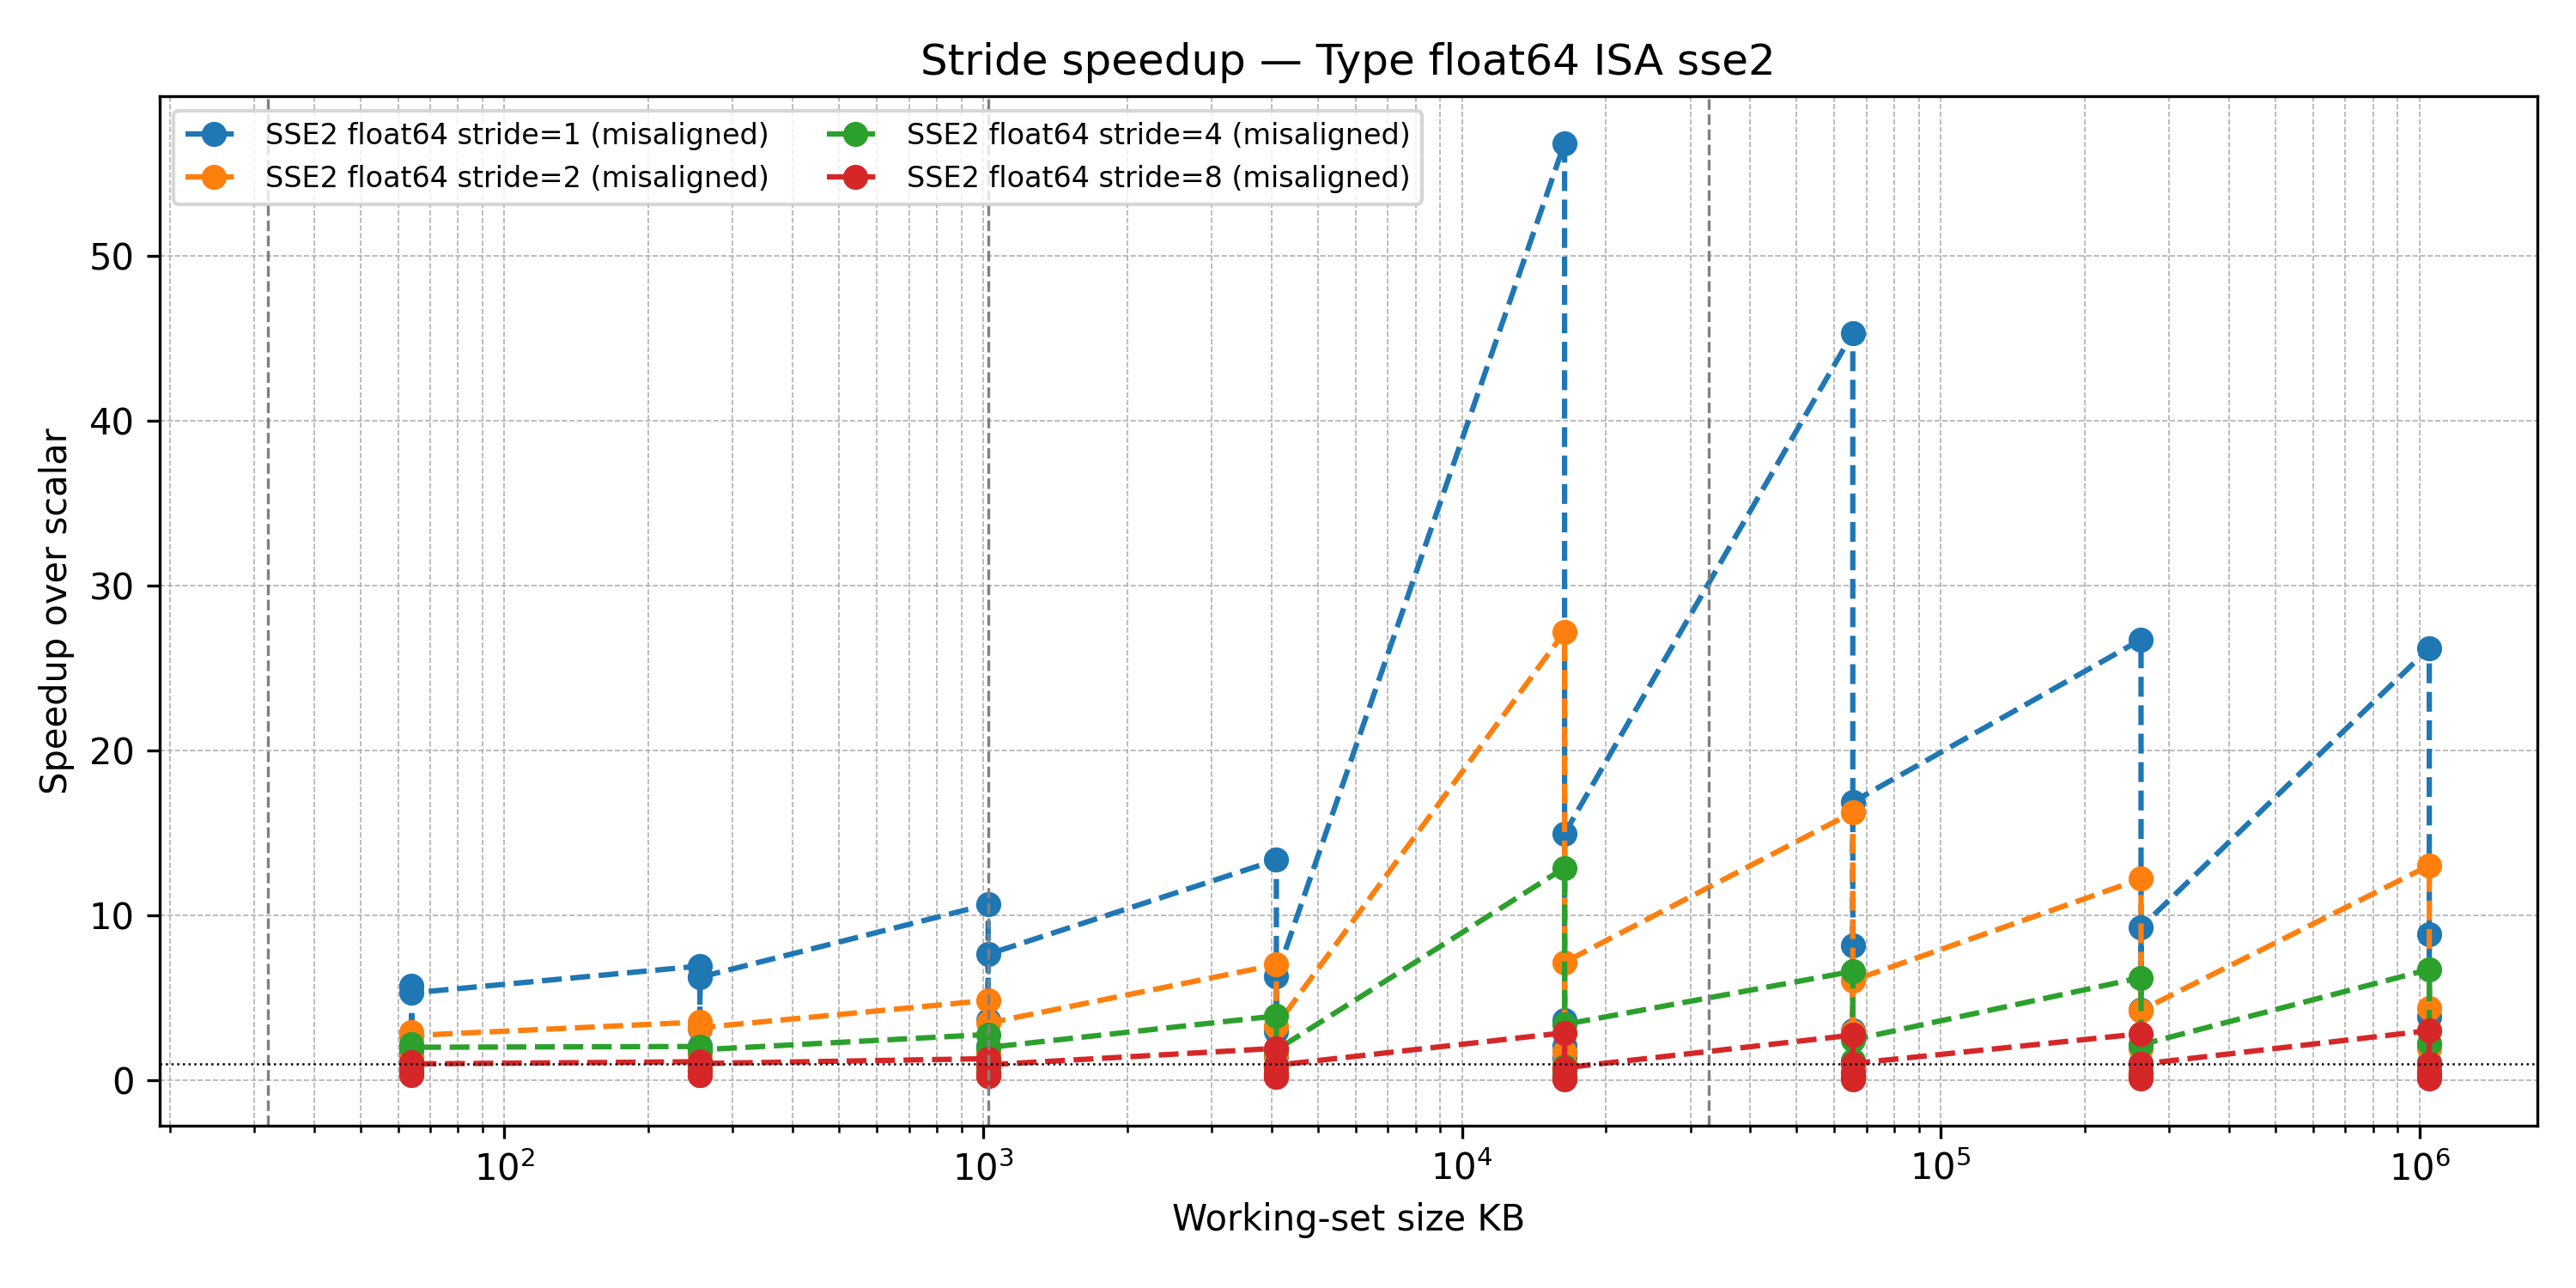 Stride speedup — Type float64 ISA sse2
SSE2 float64 stride=1 (misaligned)
SSE2 float64 stride=2 (misaligned)
SSE2 float64 stride=4 (misaligned)
SSE2 float64 stride=8 (misaligned)
Speedup over scalar
50
40
30
20
10
0
10² 10³ 10⁴ 10⁵ 10⁶
Working-set size KB